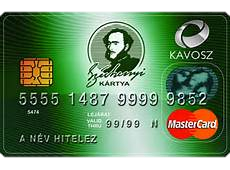 Széchenyi
KÁRTYA
KAVOSZ
5555 1487 9999 9852
5474
LEJÁRAT
VALID
THRU
99/99 N
A NÉV HITELEZ
MasterCard